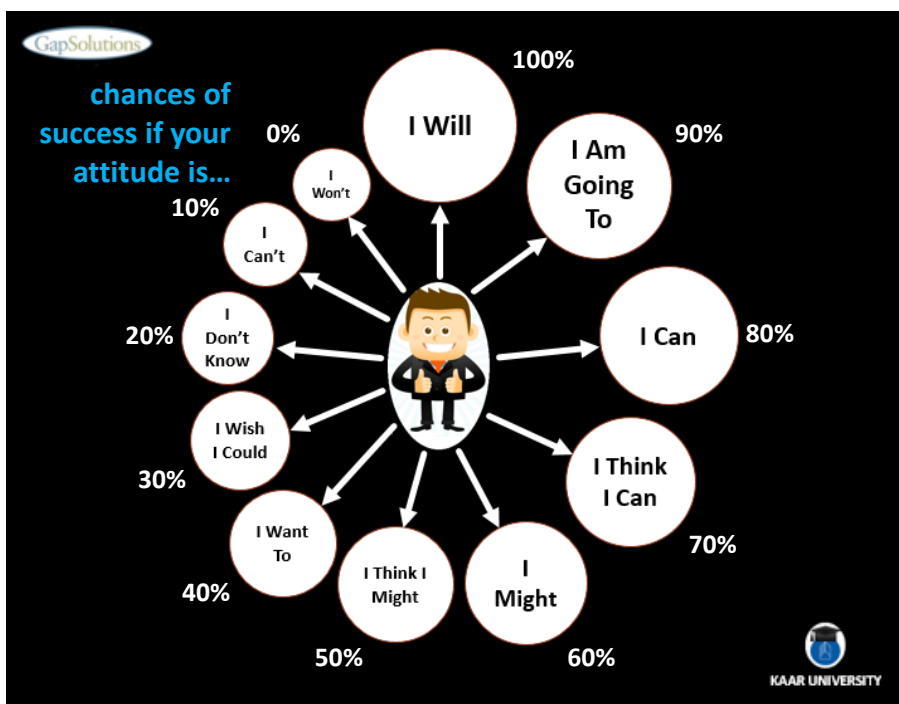 GapSolutions
chances of
success if your
attitude is...
100%
I Will
90%
I Am
Going
To
80%
I Can
70%
I Think
I Can
60%
I
Might
50%
I Think I
Might
40%
I Want
To
30%
I Wish
I Could
20%
I
Don't
Know
10%
I
Can't
0%
I
Won't
KAAR UNIVERSITY